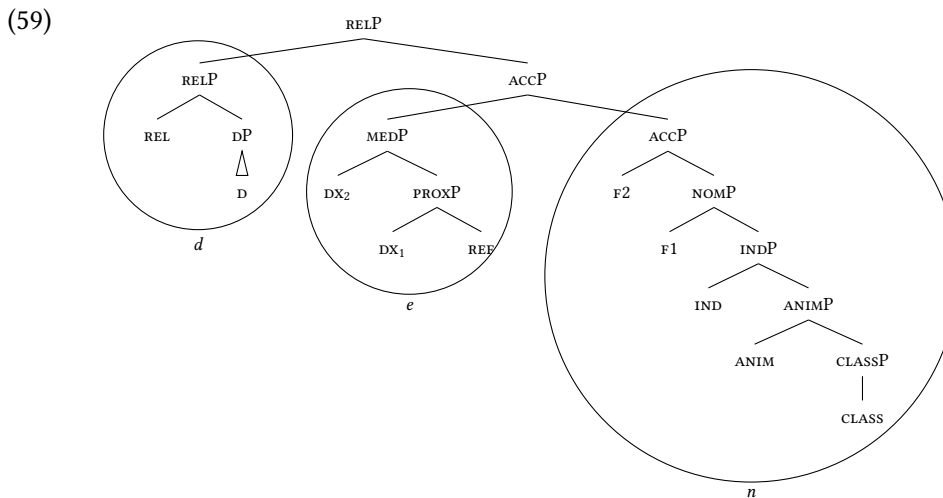 (59)
RELP
RELP ACCP
REL DP MEDP ACCP
D DX₂ PROXP F2 NOMP
d DX₁ REF F1 INDP
e IND ANIMP
ANIM CLASSP
CLASS
n